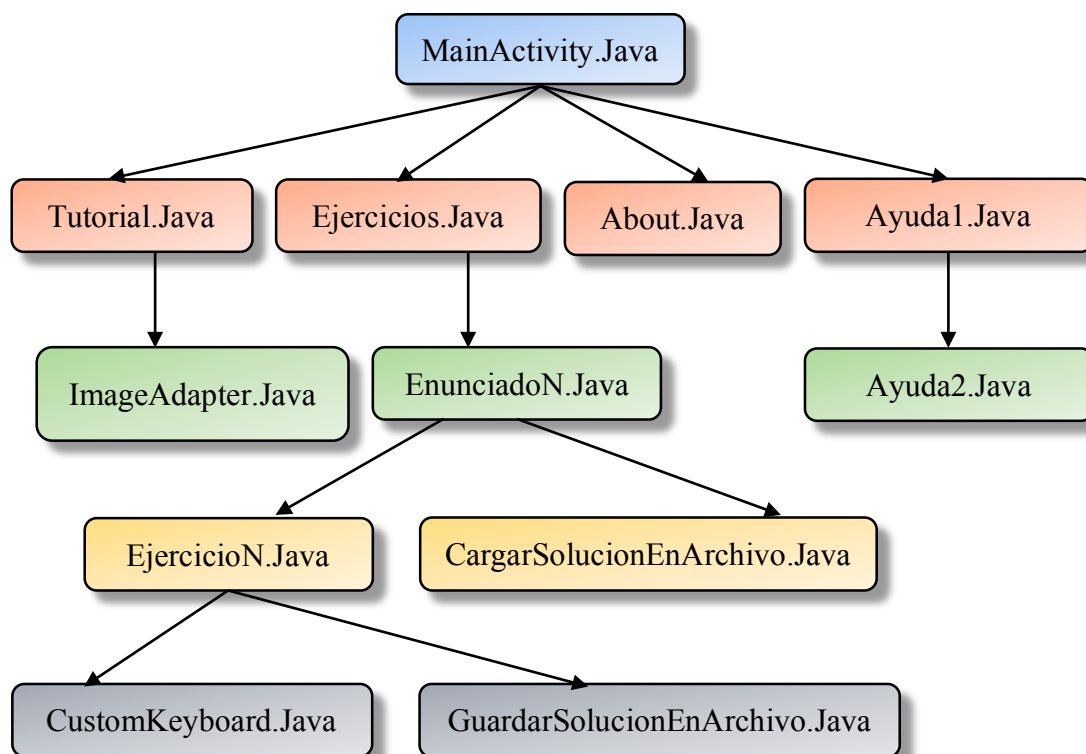 MainActivity.Java
Tutorial.Java
Ejercicios.Java
About.Java
Ayuda1.Java
ImageAdapter.Java
EnunciadoN.Java
Ayuda2.Java
EjercicioN.Java
CargarSolucionEnArchivo.Java
CustomKeyboard.Java
GuardarSolucionEnArchivo.Java